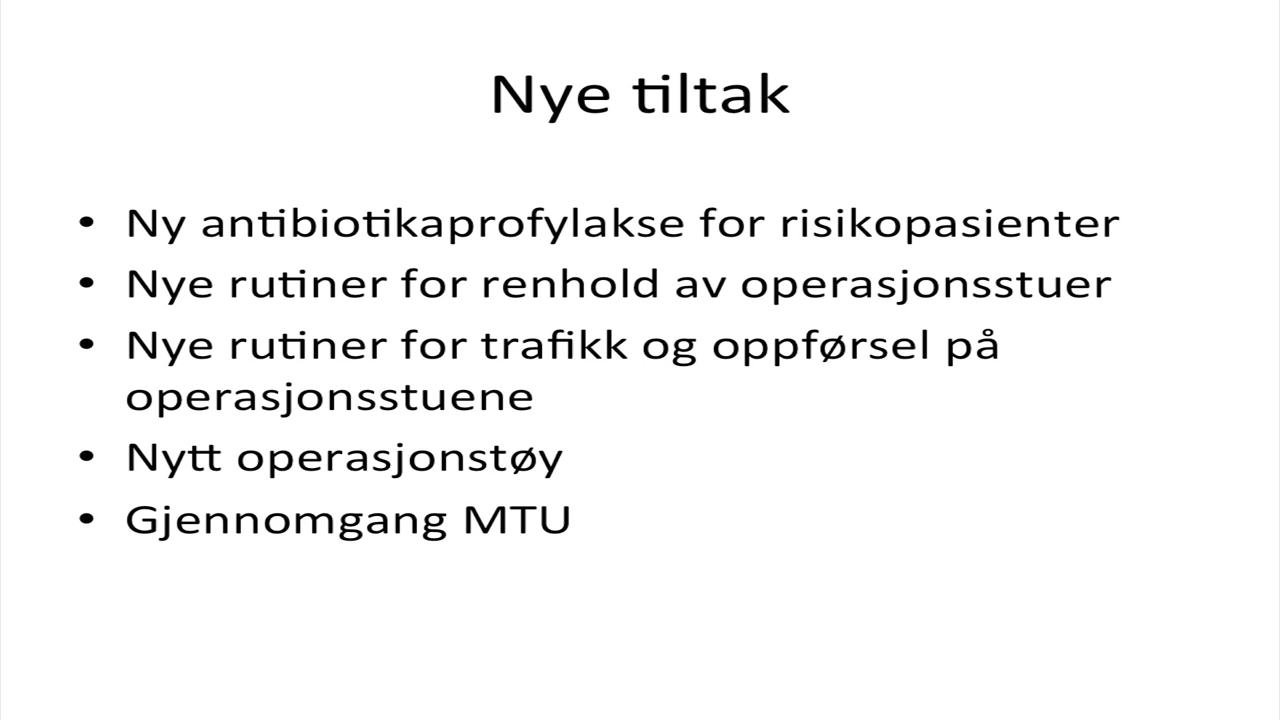 Nye tiltak
• Ny antibiotikaprofylakse for risikopasienter
• Nye rutiner for renhold av operasjonsstuer
• Nye rutiner for trafikk og oppførsel på
operasjonsstuene
• Nytt operasjonstøy
• Gjennomgang MTU